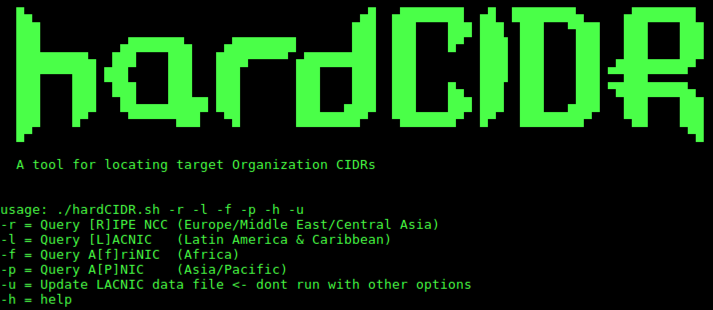 hardCIDR
A tool for locating target Organization CIDRs
usage: ./hardCIDR.sh -r -l -f -p -h -u
-r = Query [R]IPE NCC (Europe/Middle East/Central Asia)
-l = Query [L]ACNIC   (Latin America & Caribbean)
-f = Query A[f]riNIC  (Africa)
-p = Query A[P]NIC    (Asia/Pacific)
-u = Update LACNIC data file <- dont run with other options
-h = help